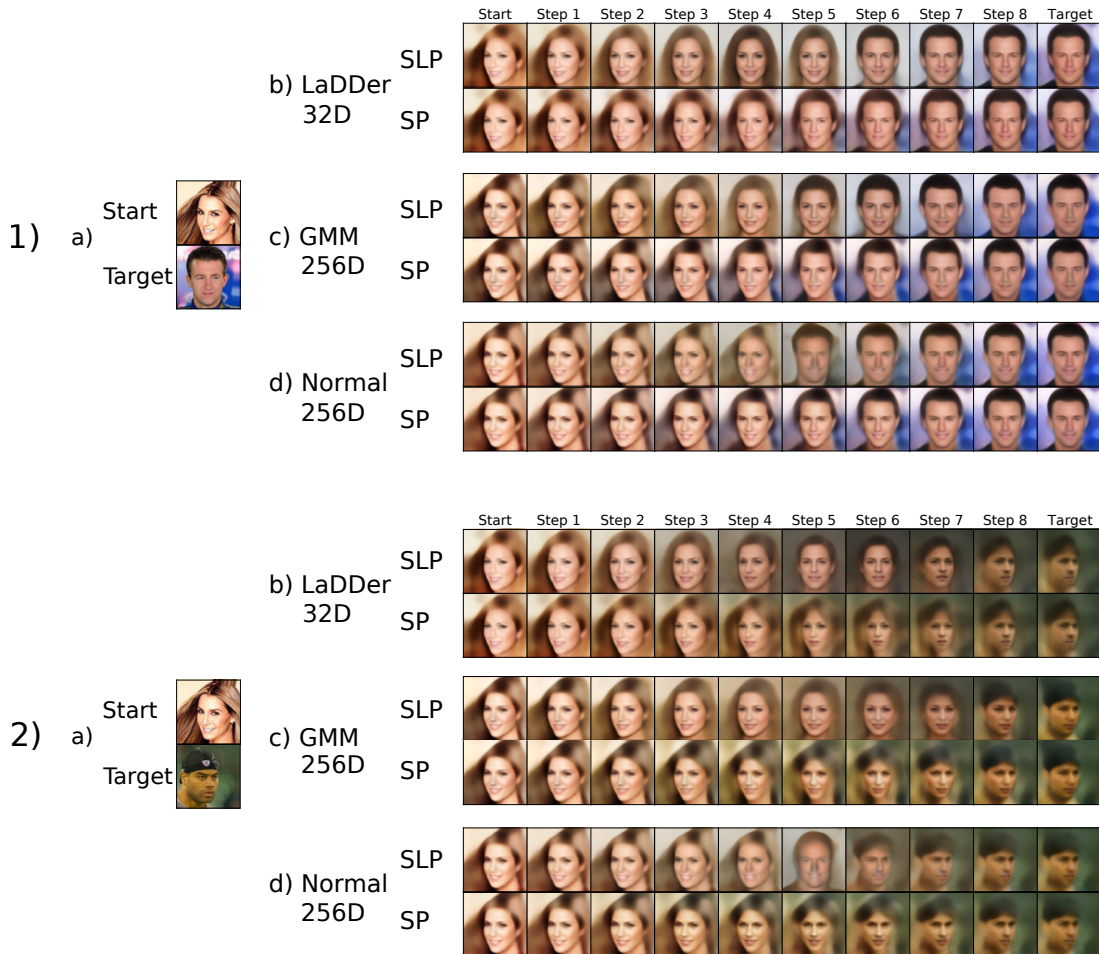 Start Step 1 Step 2 Step 3 Step 4 Step 5 Step 6 Step 7 Step 8 Target
SLP
b) LaDDer
32D
SP
1)
a)
Start
Target
SLP
c) GMM
256D
SP
SLP
d) Normal
256D
SP
Start Step 1 Step 2 Step 3 Step 4 Step 5 Step 6 Step 7 Step 8 Target
SLP
b) LaDDer
32D
SP
2)
a)
Start
Target
SLP
c) GMM
256D
SP
SLP
d) Normal
256D
SP